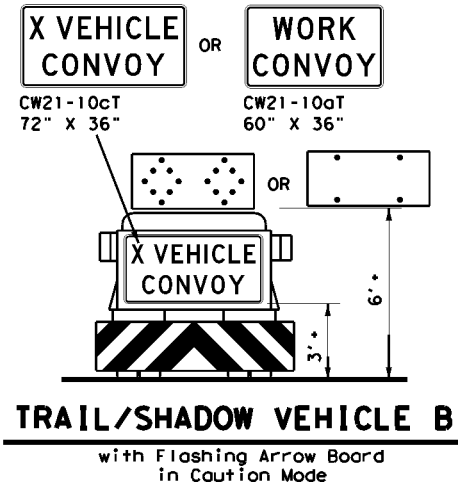 X VEHICLE
CONVOY
OR
WORK
CONVOY
CW21-10cT
72" X 36"
CW21-10aT
60" X 36"
OR
X VEHICLE
CONVOY
6' +
3' +
TRAIL/SHADOW VEHICLE B
with Flashing Arrow Board
in Caution Mode